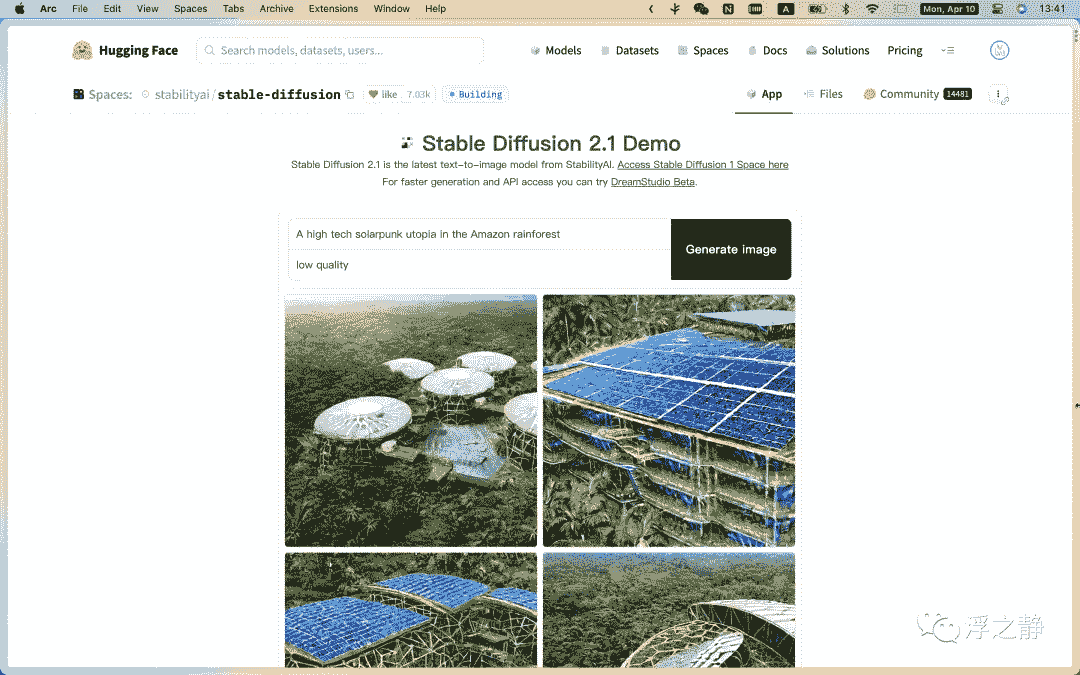 Arc File Edit View Spaces Tabs Archive Extensions Window Help A Mon, Apr 10 13:41
Hugging Face Search models, datasets, users... Models Datasets Spaces Docs Solutions Pricing
Spaces: stabilityai/stable-diffusion like 7.03k Building App Files Community 14481
Stable Diffusion 2.1 Demo
Stable Diffusion 2.1 is the latest text-to-image model from StabilityAI. Access Stable Diffusion 1 Space here
For faster generation and API access you can try DreamStudio Beta.
A high tech solarpunk utopia in the Amazon rainforest
Generate image
low quality
浮之静